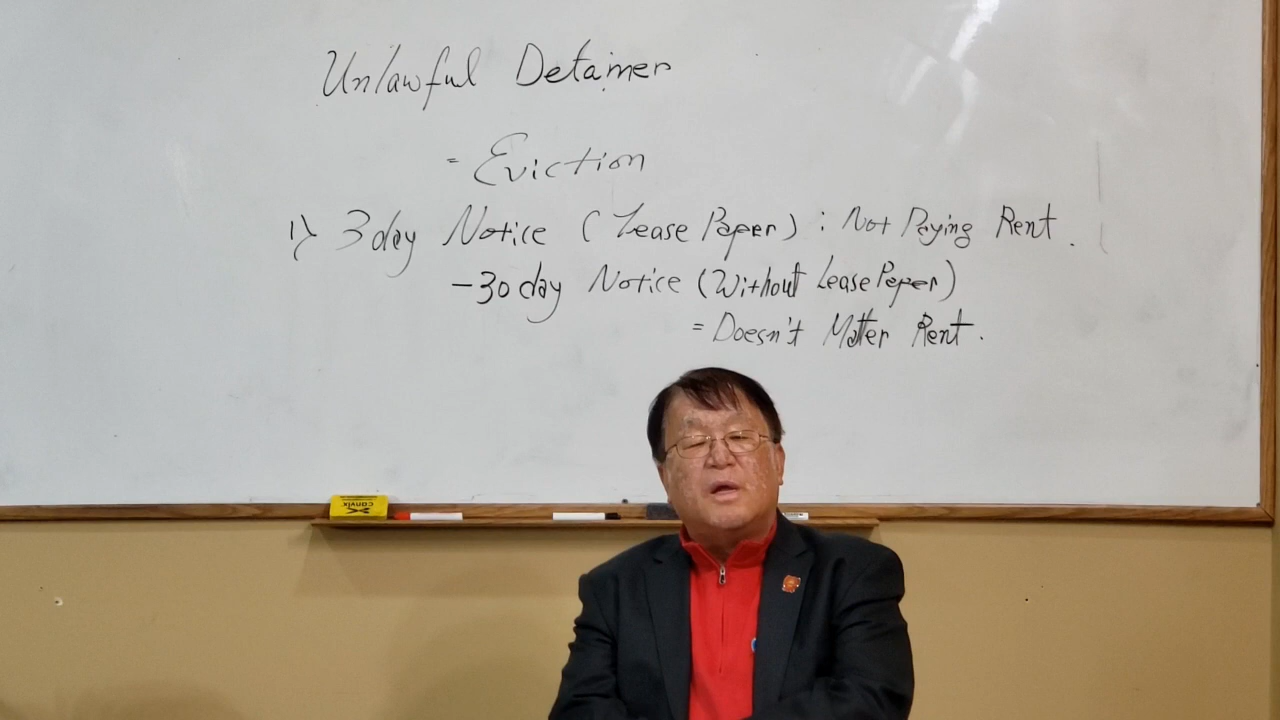 Unlawful Detainer
= Eviction
1) 3 day Notice (Lease Paper) : Not Paying Rent.
- 30 day Notice (Without Lease Paper)
= Doesn't Matter Rent.
canvix